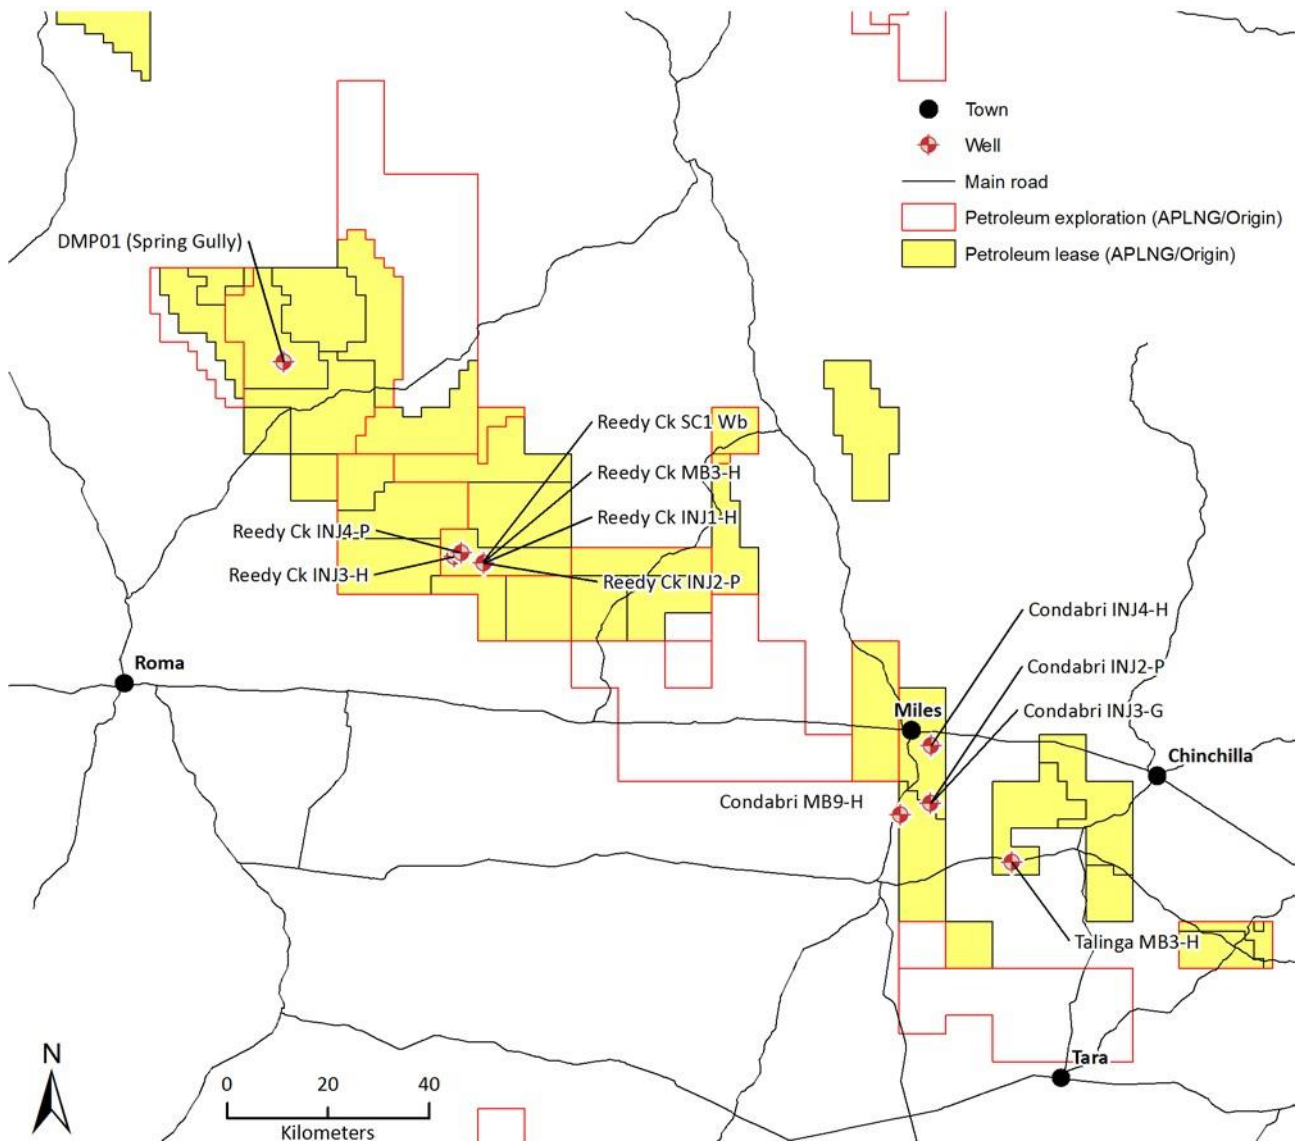 Town
Well
Main road
Petroleum exploration (APLNG/Origin)
Petroleum lease (APLNG/Origin)
DMP01 (Spring Gully)
Reedy Ck SC1 Wb
Reedy Ck MB3-H
Reedy Ck INJ1-H
Reedy Ck INJ4-P
Reedy Ck INJ3-H
Reedy Ck INJ2-P
Condabri INJ4-H
Roma
Condabri INJ2-P
Miles
Condabri INJ3-G
Chinchilla
Condabri MB9-H
Talinga MB3-H
N
Tara
0 20 40
Kilometers